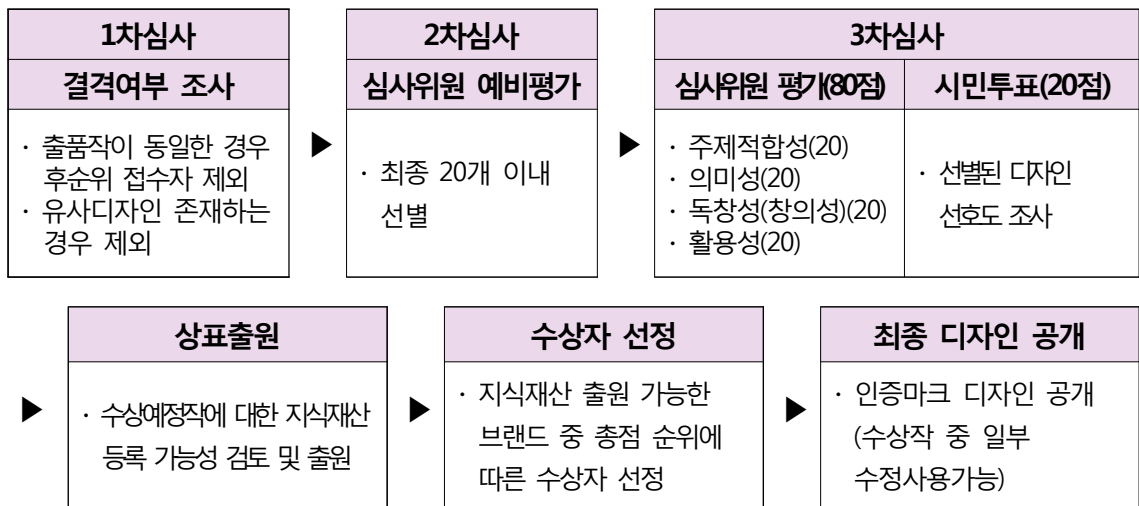 1차심사
결격여부 조사
· 출품작이 동일한 경우
후순위 접수자 제외
· 유사디자인 존재하는
경우 제외
▶
2차심사
심사위원 예비평가
· 최종 20개 이내
선별
▶
3차심사
심사위원 평가(80점)
· 주제적합성(20)
· 의미성(20)
· 독창성(창의성)(20)
· 활용성(20)
시민투표(20점)
· 선별된 디자인
선호도 조사
▶
상표출원
· 수상예정작에 대한 지식재산
등록 가능성 검토 및 출원
▶
수상자 선정
· 지식재산 출원 가능한
브랜드 중 총점 순위에
따른 수상자 선정
▶
최종 디자인 공개
· 인증마크 디자인 공개
(수상작 중 일부
수정사용가능)